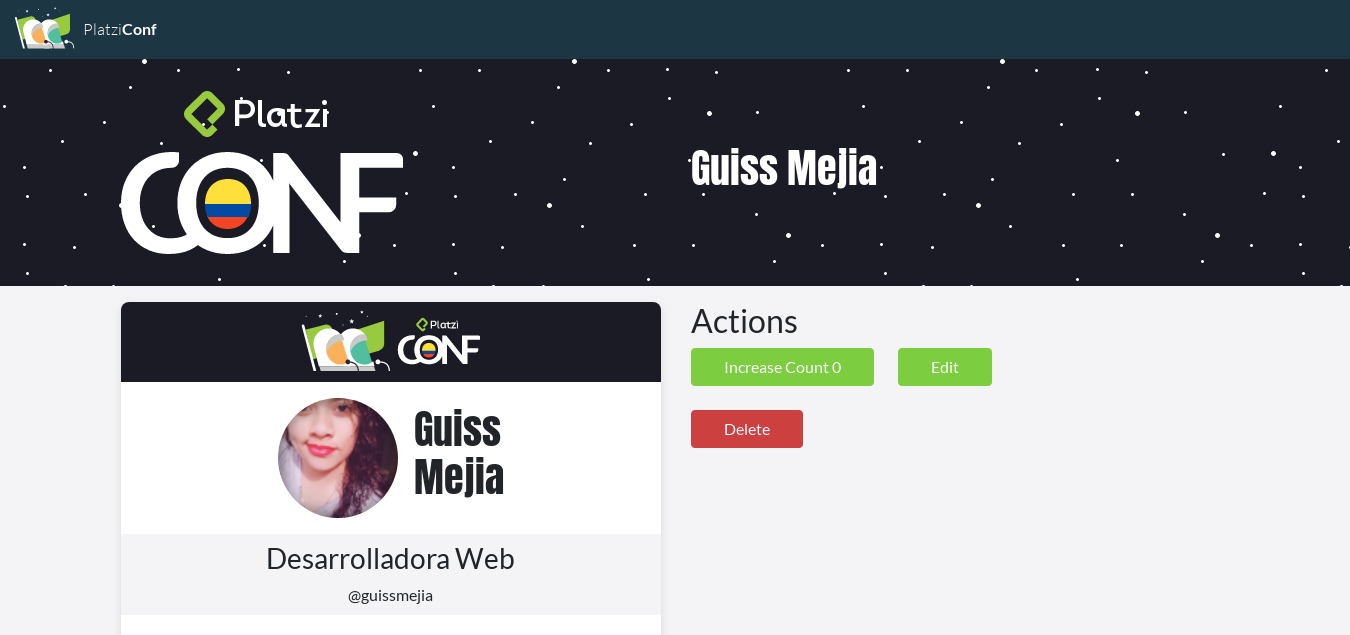 PlatziConf
Platzi
CONF
Guiss Mejia
Platzi
CONF
Guiss
Mejia
Desarrolladora Web
@guissmejia
Actions
Increase Count 0
Edit
Delete